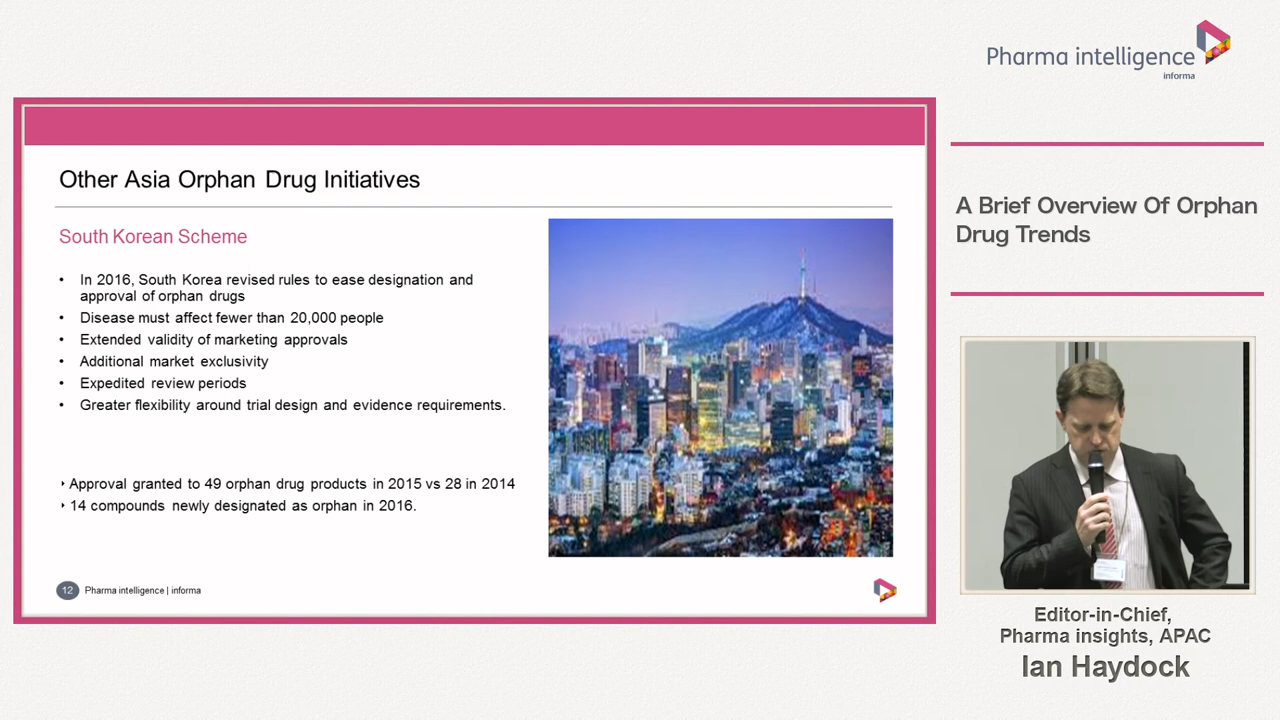 Pharma intelligence
informa
Other Asia Orphan Drug Initiatives
South Korean Scheme
• In 2016, South Korea revised rules to ease designation and
approval of orphan drugs
• Disease must affect fewer than 20,000 people
• Extended validity of marketing approvals
• Additional market exclusivity
• Expedited review periods
• Greater flexibility around trial design and evidence requirements.
‣ Approval granted to 49 orphan drug products in 2015 vs 28 in 2014
‣ 14 compounds newly designated as orphan in 2016.
12 Pharma intelligence | informa
A Brief Overview Of Orphan
Drug Trends
Editor-in-Chief,
Pharma insights, APAC
Ian Haydock